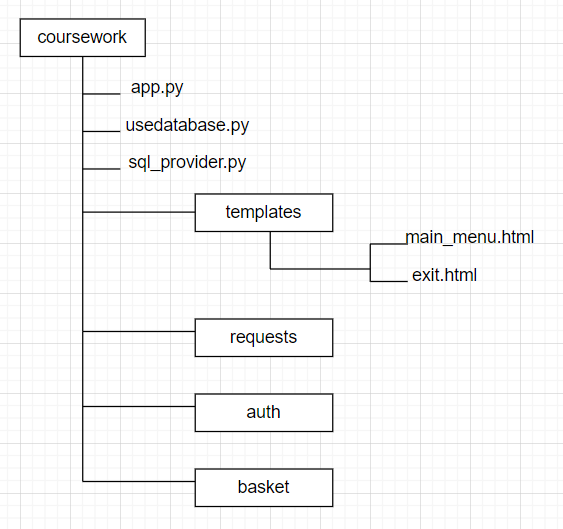 coursework
app.py
usedatabase.py
sql_provider.py
templates
main_menu.html
exit.html
requests
auth
basket